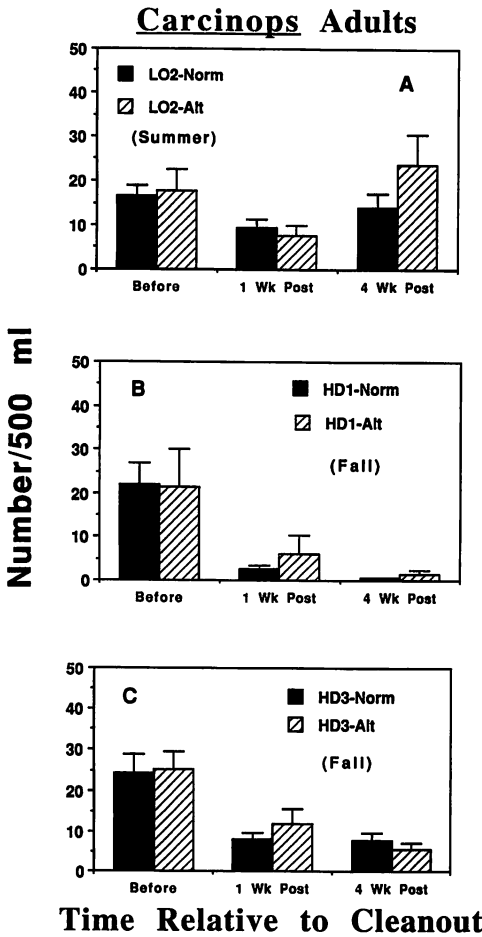 Carcinops Adults
50
40
30
20
10
0
LO2-Norm
LO2-Alt
(Summer)
A
Before
1 Wk Post
4 Wk Post
Number/500 ml
50
40
30
20
10
0
B
HD1-Norm
HD1-Alt
(Fall)
Before
1 Wk Post
4 Wk Post
50
40
30
20
10
0
C
HD3-Norm
HD3-Alt
(Fall)
Before
1 Wk Post
4 Wk Post
Time Relative to Cleanout